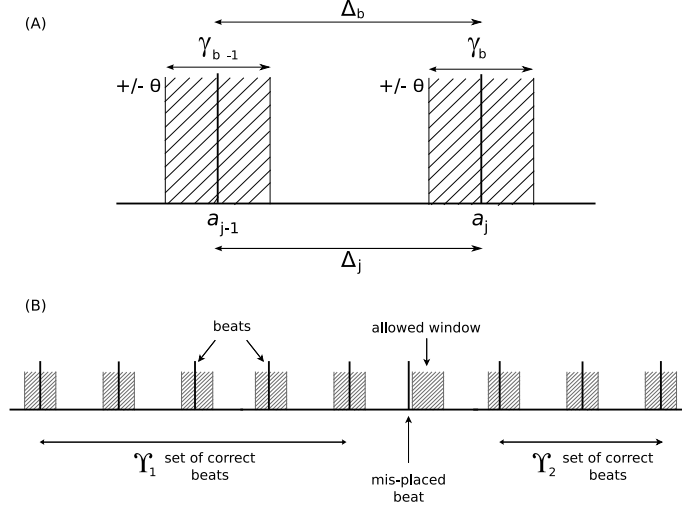 (A)
Δb
γb -1
γb
+/- θ
+/- θ
aj-1
aj
Δj
(B)
beats
allowed window
ϒ1 set of correct
beats
mis-placed
beat
ϒ2 set of correct
beats